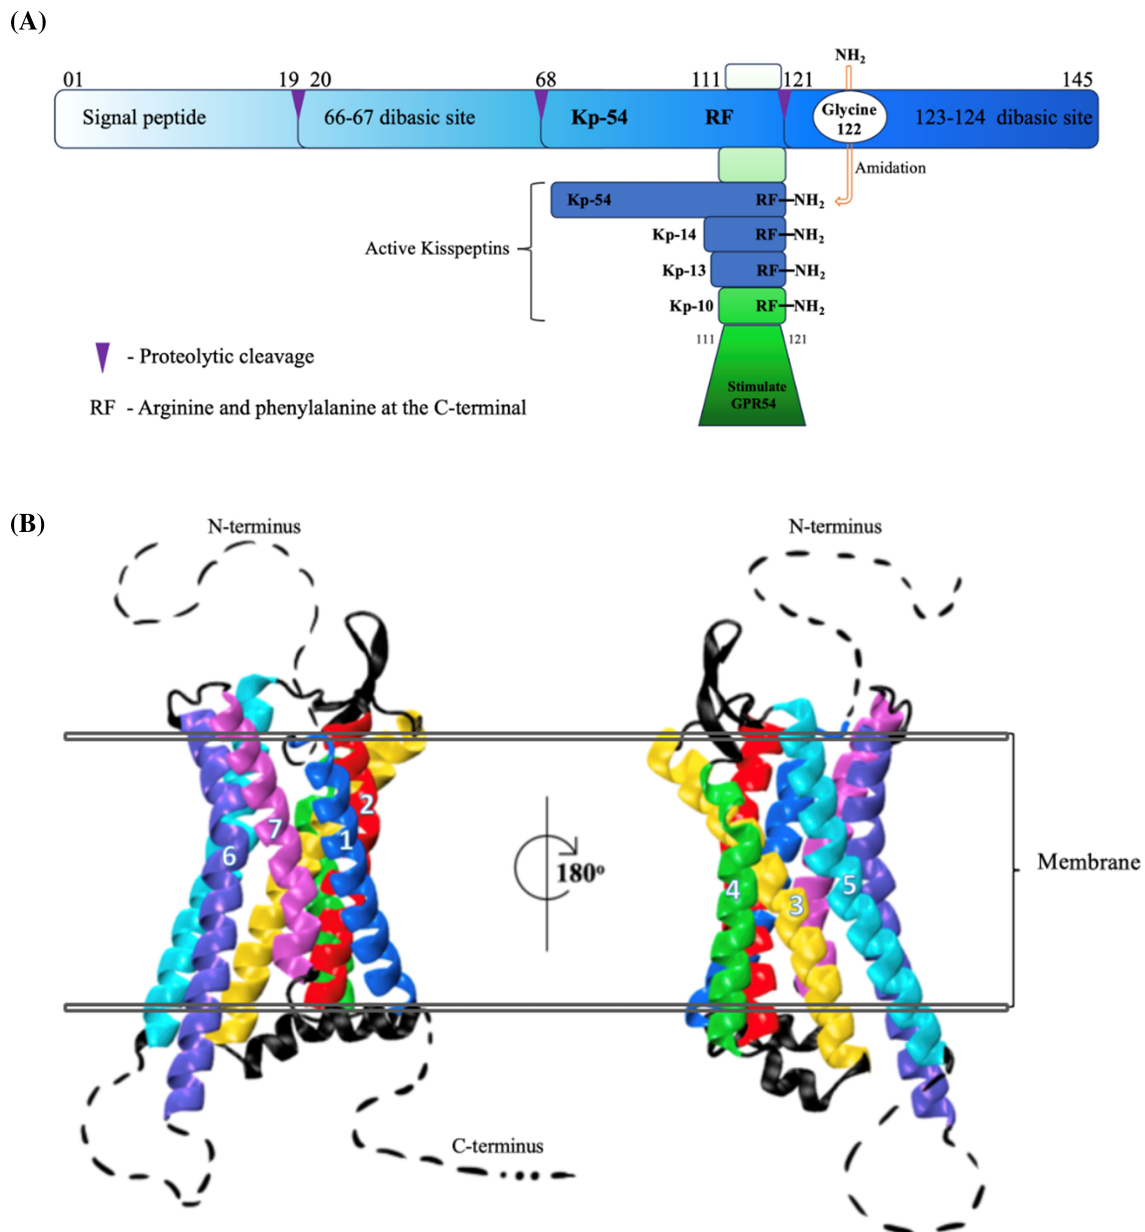 (A)
NH2
01 19 20 68 111 121 145
Signal peptide 66-67 dibasic site Kp-54 RF Glycine 123-124 dibasic site
122
Amidation
Kp-54 RF NH2
Active Kisspeptins
Kp-14 RF NH2
Kp-13 RF NH2
Kp-10 RF NH2
111 121
Stimulate
GPR54
- Proteolytic cleavage
RF - Arginine and phenylalanine at the C-terminal
(B)
N-terminus N-terminus
2
7 1
6
180o
4 3 5
Membrane
C-terminus